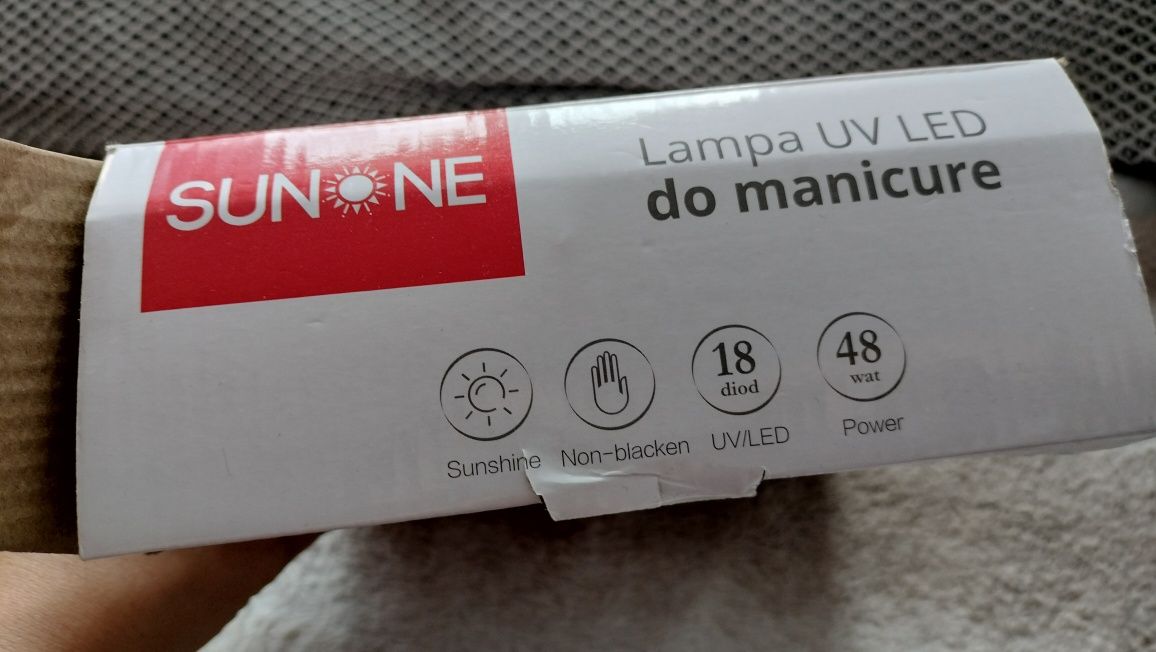 SUNONE
Lampa UV LED
do manicure
18
diod
48
wat
Sunshine
Non-blacken
UV/LED
Power